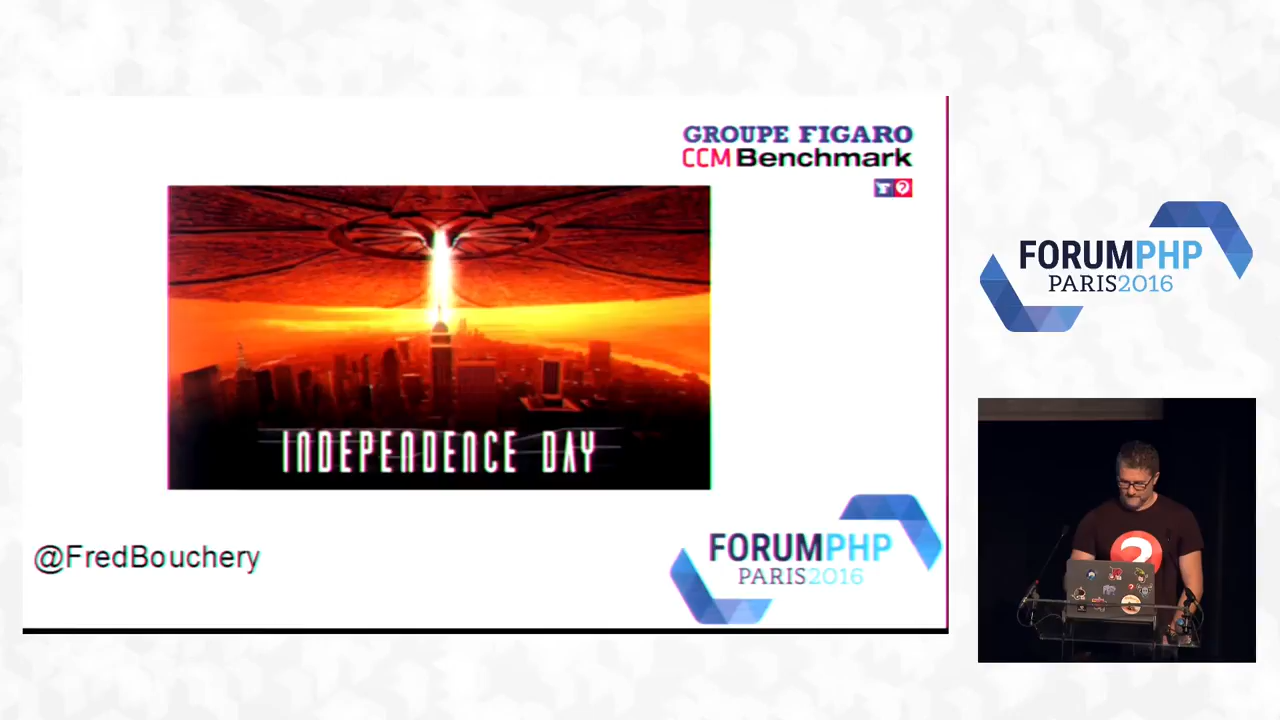 GROUPE FIGARO
CCM Benchmark
INDEPENDENCE DAY
@FredBouchery
FORUMPHP
PARIS2016
FORUMPHP
PARIS2016